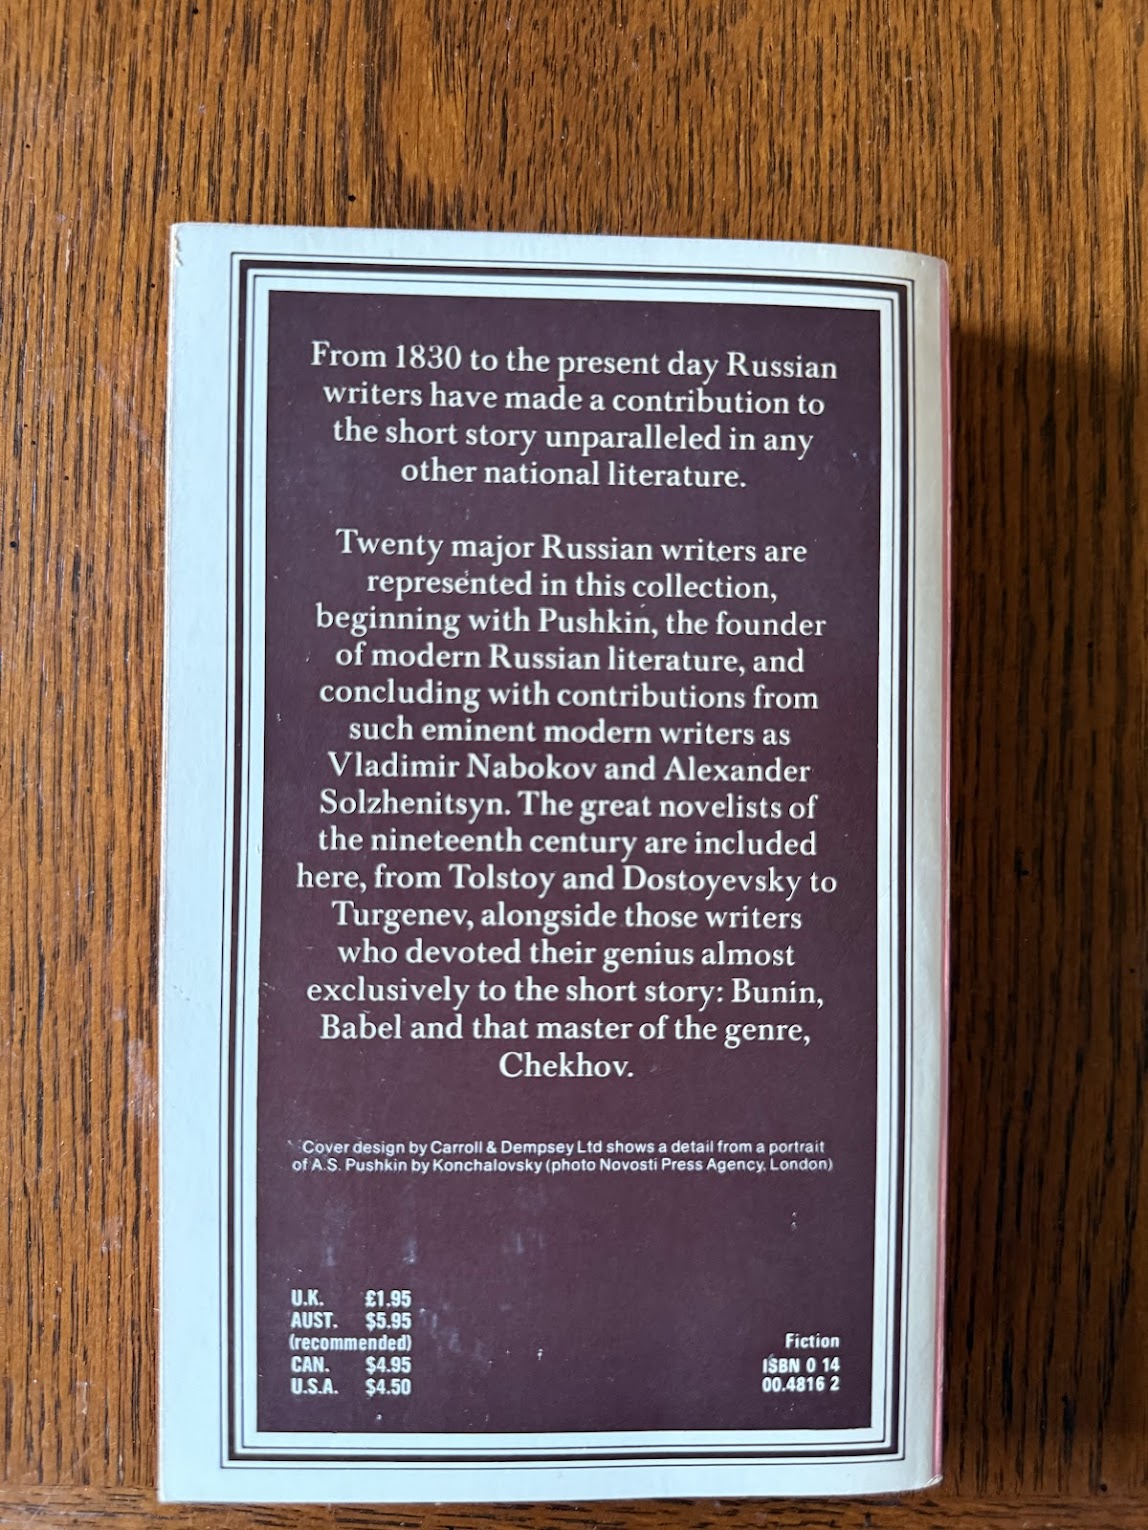 From 1830 to the present day Russian
writers have made a contribution to
the short story unparalleled in any
other national literature.
Twenty major Russian writers are
represented in this collection,
beginning with Pushkin, the founder
of modern Russian literature, and
concluding with contributions from
such eminent modern writers as
Vladimir Nabokov and Alexander
Solzhenitsyn. The great novelists of
the nineteenth century are included
here, from Tolstoy and Dostoyevsky to
Turgenev, alongside those writers
who devoted their genius almost
exclusively to the short story: Bunin,
Babel and that master of the genre,
Chekhov.
Cover design by Carroll & Dempsey Ltd shows a detail from a portrait
of A.S. Pushkin by Konchalovsky (photo Novosti Press Agency, London)
U.K. £1.95
AUST. $5.95
(recommended)
CAN. $4.95
U.S.A. $4.50
Fiction
ISBN 0 14
00.4816 2